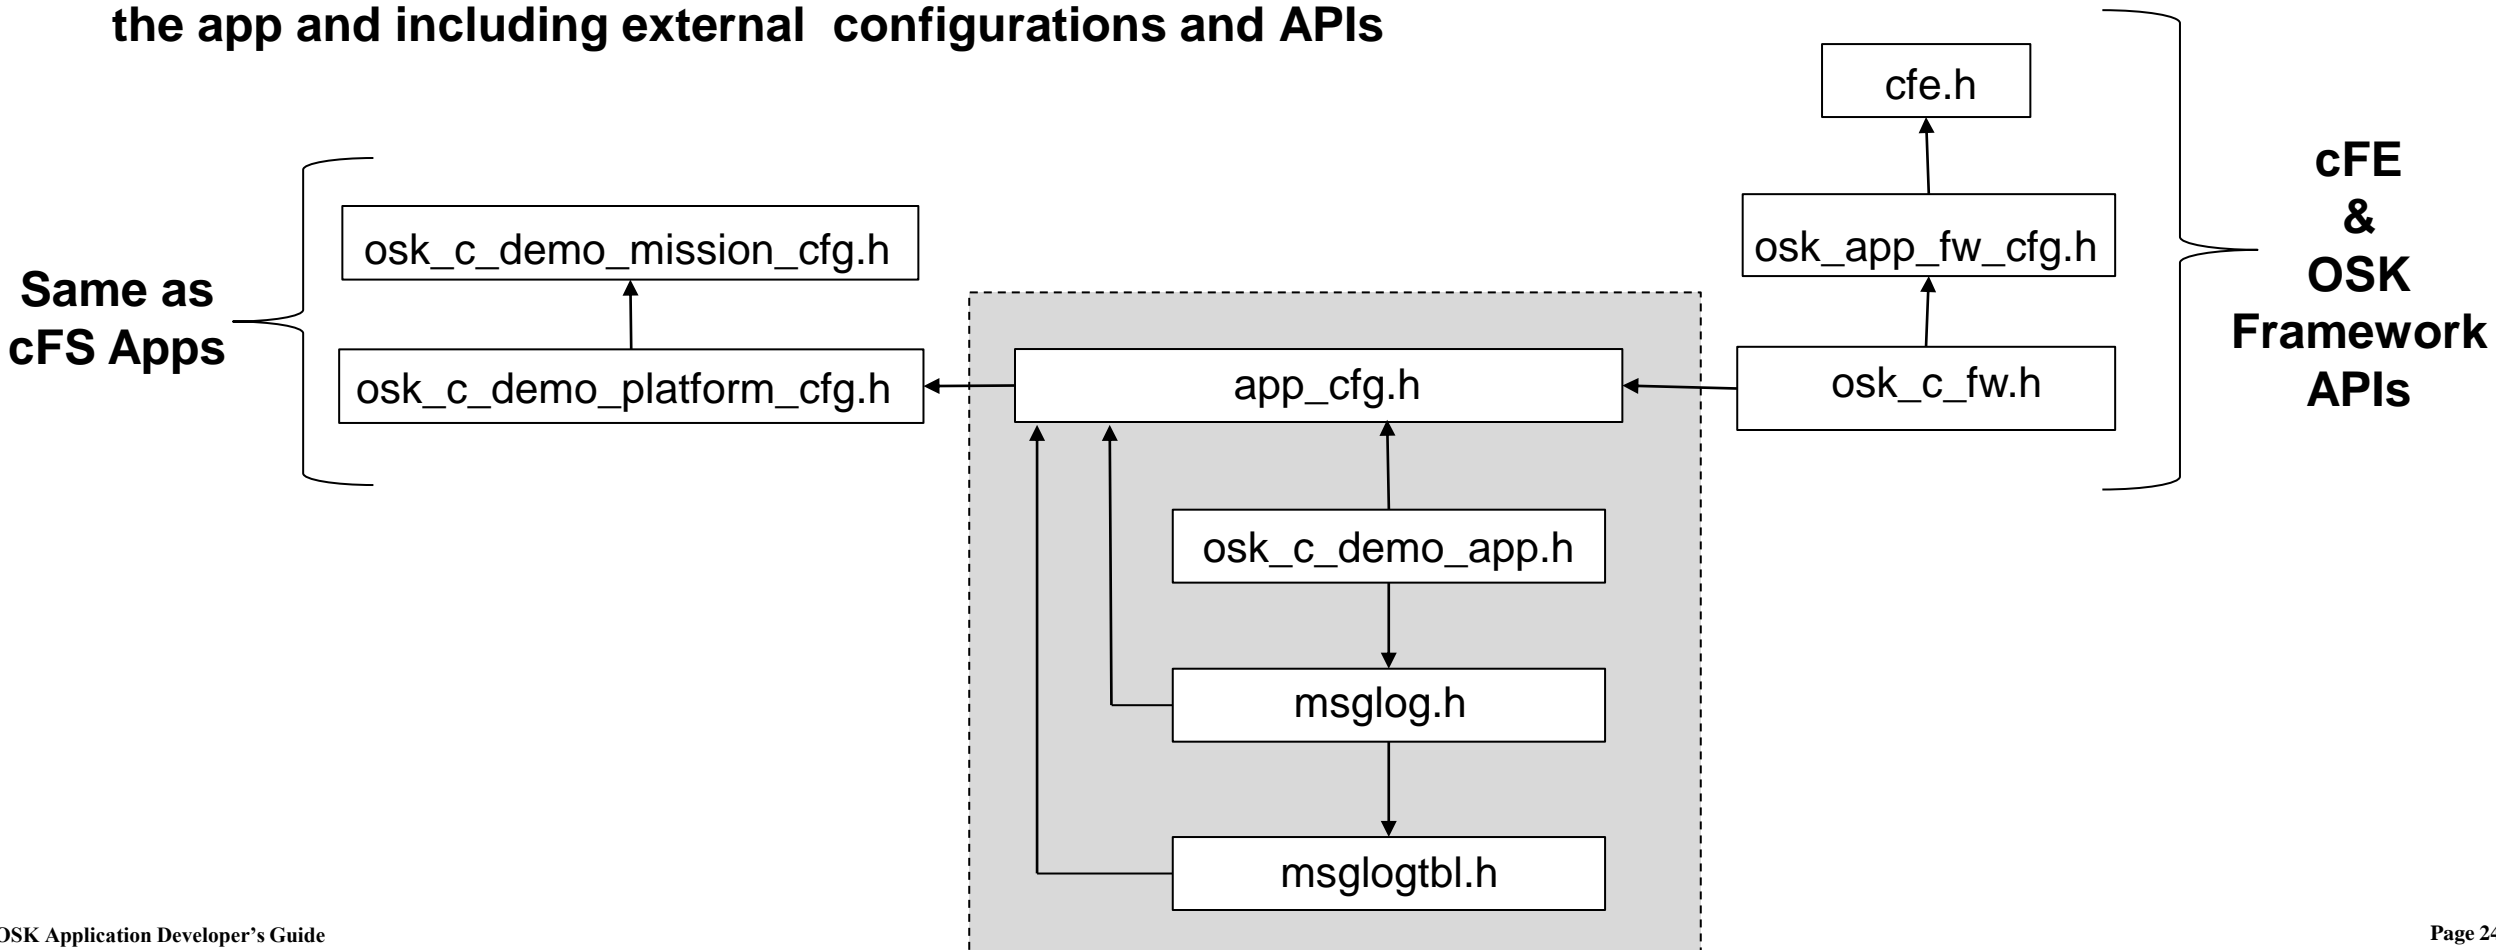 the app and including external  configurations and APIs
cfe.h
osk_app_fw_cfg.h
osk_c_fw.h
cFE
&
OSK
Framework
APIs
Same as
cFS Apps
osk_c_demo_mission_cfg.h
osk_c_demo_platform_cfg.h
app_cfg.h
osk_c_demo_app.h
msglog.h
msglogtbl.h
OSK Application Developer's Guide
Page 24